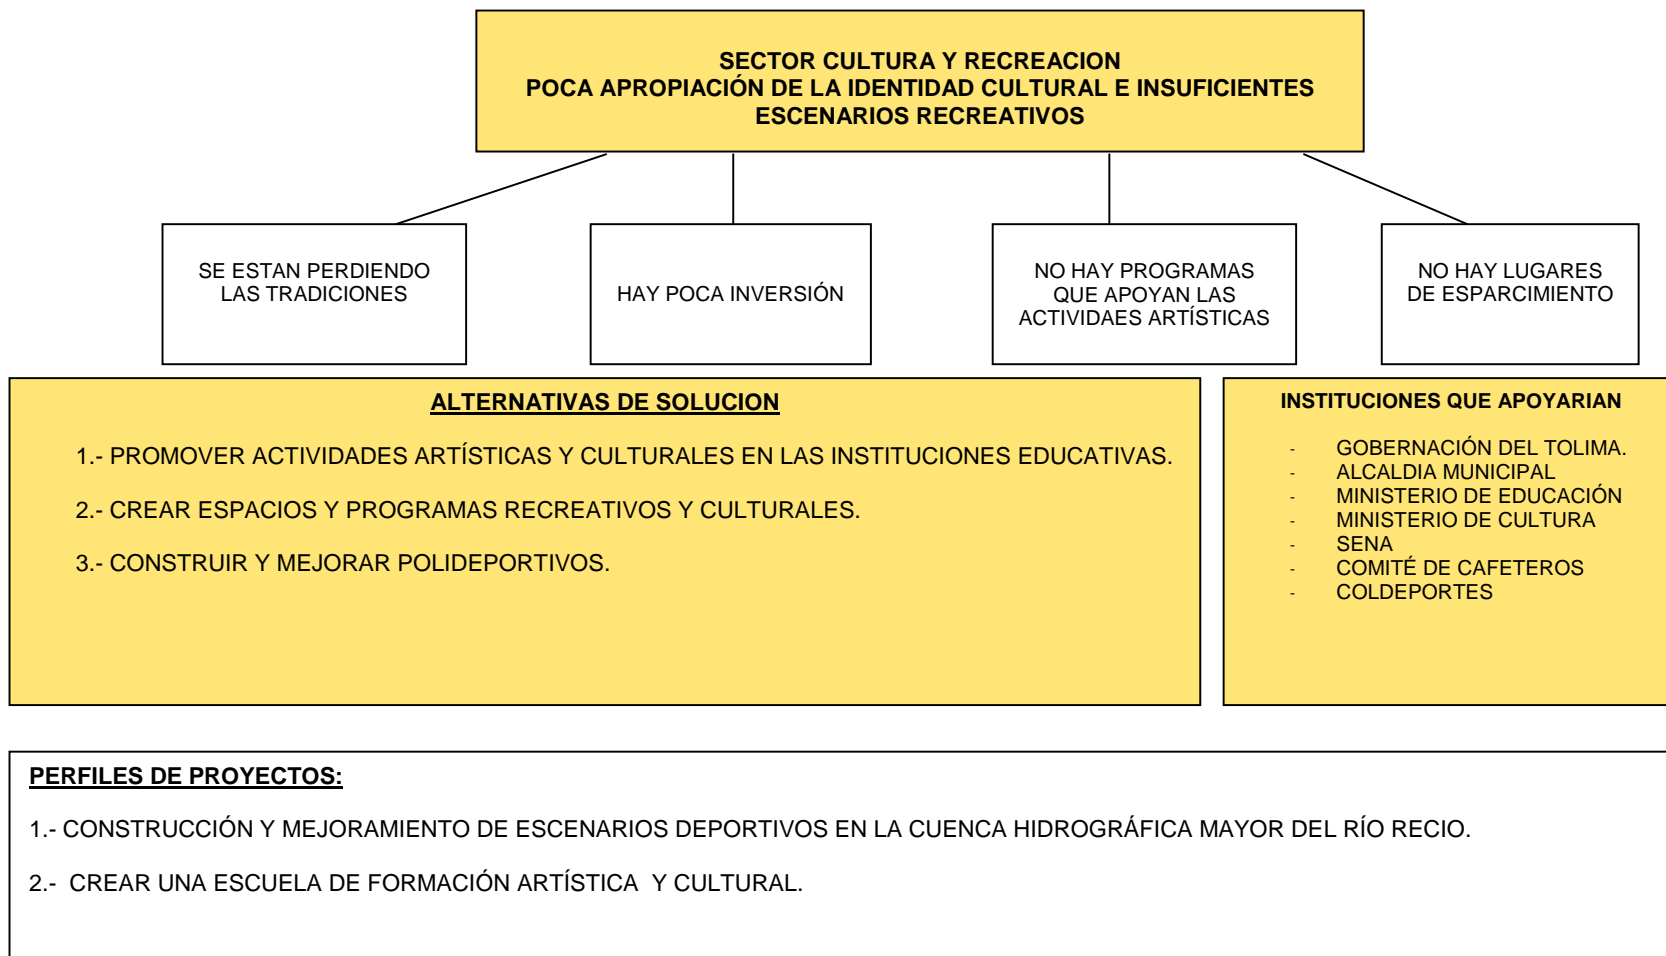 SECTOR CULTURA Y RECREACION
POCA APROPIACIÓN DE LA IDENTIDAD CULTURAL E INSUFICIENTES
ESCENARIOS RECREATIVOS
SE ESTAN PERDIENDO
LAS TRADICIONES
HAY POCA INVERSIÓN
NO HAY PROGRAMAS
QUE APOYAN LAS
ACTIVIDAES ARTÍSTICAS
NO HAY LUGARES
DE ESPARCIMIENTO
ALTERNATIVAS DE SOLUCION
1.- PROMOVER ACTIVIDADES ARTÍSTICAS Y CULTURALES EN LAS INSTITUCIONES EDUCATIVAS.
2.- CREAR ESPACIOS Y PROGRAMAS RECREATIVOS Y CULTURALES.
3.- CONSTRUIR Y MEJORAR POLIDEPORTIVOS.
INSTITUCIONES QUE APOYARIAN
- GOBERNACIÓN DEL TOLIMA.
- ALCALDIA MUNICIPAL
- MINISTERIO DE EDUCACIÓN
- MINISTERIO DE CULTURA
- SENA
- COMITÉ DE CAFETEROS
- COLDEPORTES
PERFILES DE PROYECTOS:
1.- CONSTRUCCIÓN Y MEJORAMIENTO DE ESCENARIOS DEPORTIVOS EN LA CUENCA HIDROGRÁFICA MAYOR DEL RÍO RECIO.
2.- CREAR UNA ESCUELA DE FORMACIÓN ARTÍSTICA Y CULTURAL.